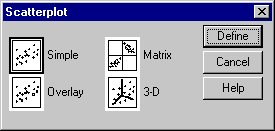 Scatterplot
Simple
Matrix
Define
Cancel
Overlay
3-D
Help